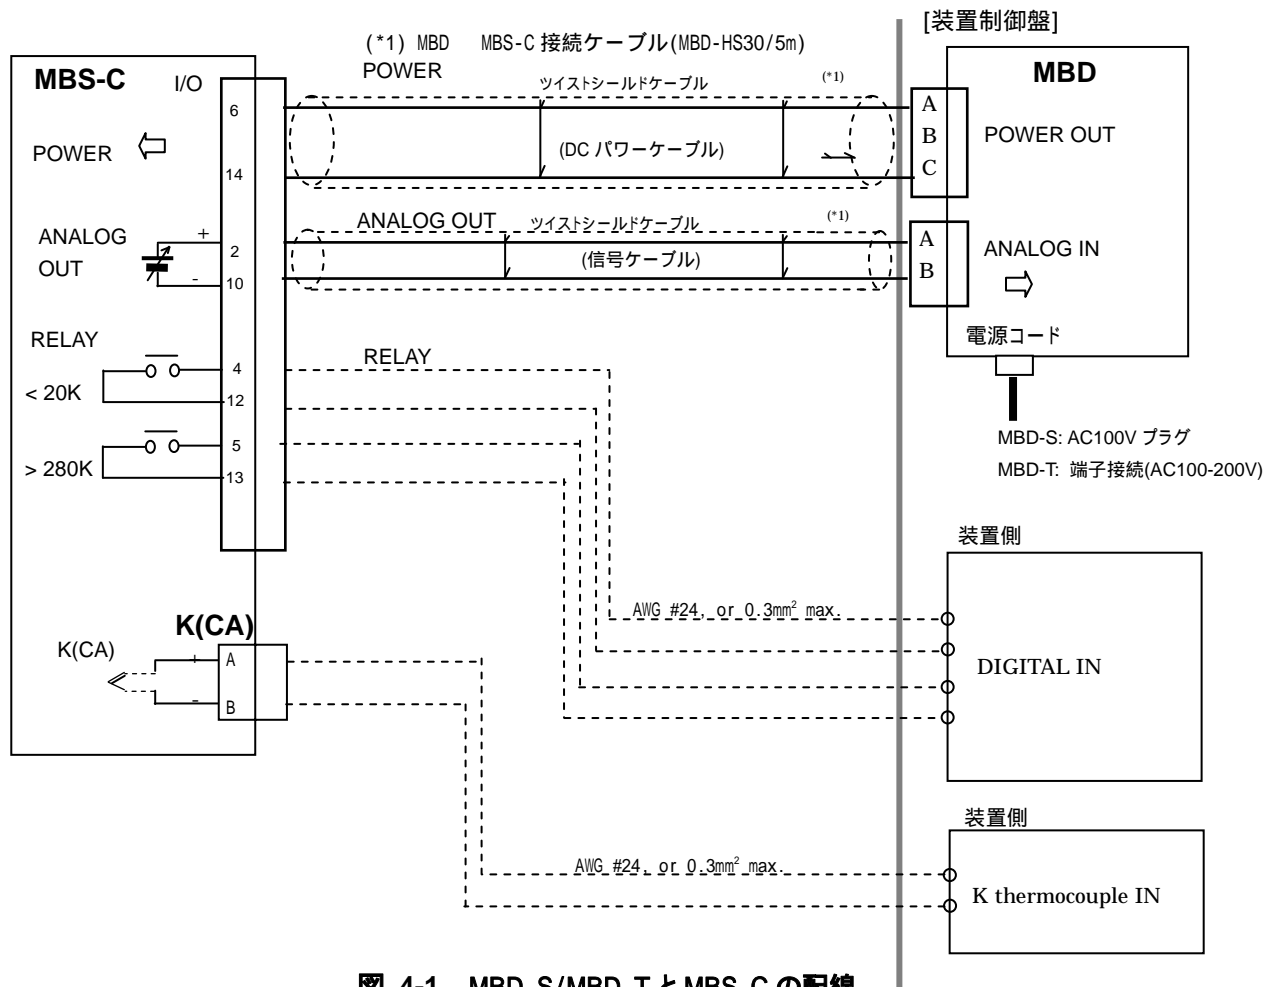 [装置制御盤]
(*1) MBD MBS-C 接続ケーブル(MBD-HS30/5m)
MBS-C
I/O
POWER
ツイストシールドケーブル
(*1)
MBD
6
A
B
C
POWER OUT
POWER
(DC パワーケーブル)
14
ANALOG OUT
ツイストシールドケーブル
(*1)
ANALOG
OUT
+
-
2
10
(信号ケーブル)
A
B
ANALOG IN
電源コード
RELAY
RELAY
4
< 20K
12
5
> 280K
13
MBD-S: AC100V プラグ
MBD-T: 端子接続(AC100-200V)
装置側
AWG #24, or 0.3mm² max.
DIGITAL IN
K(CA)
K(CA)
+
A
-
B
装置側
AWG #24, or 0.3mm² max.
K thermocouple IN
図 4-1 MBD-S/MBD-T と MBS-C の配線